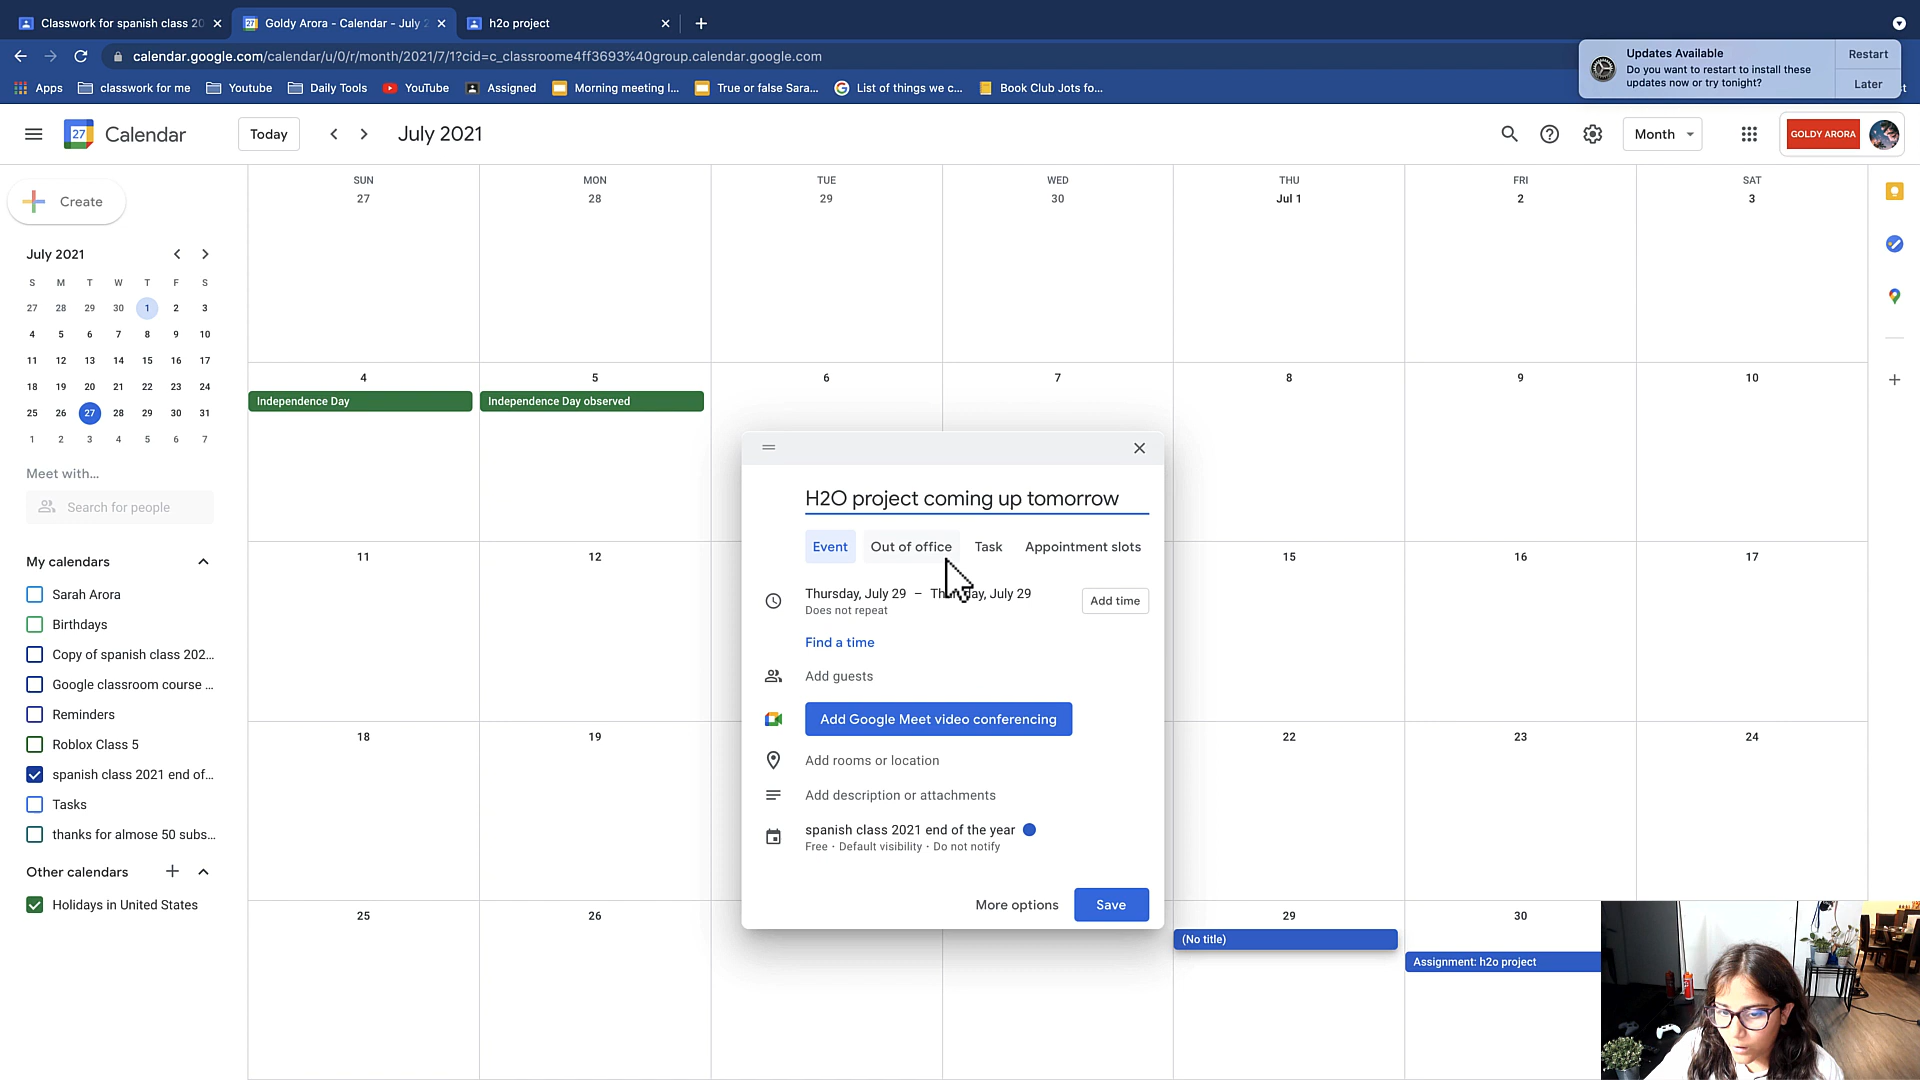 Classwork for spanish class 20
Goldy Arora - Calendar - July 2
h2o project
calendar.google.com/calendar/u/0/r/month/2021/7/1?cid=c_classroome4ff3693%40group.calendar.google.com
Apps
classwork for me
Youtube
Daily Tools
YouTube
Assigned
Morning meeting l...
True or false Sara...
List of things we c...
Book Club Jots fo...
Updates Available
Do you want to restart to install these
updates now or try tonight?
Restart
Later
27
Calendar
Today
July 2021
Month
GOLDY ARORA
Create
July 2021
S M T W T F S
27 28 29 30 1 2 3
4 5 6 7 8 9 10
11 12 13 14 15 16 17
18 19 20 21 22 23 24
25 26 27 28 29 30 31
1 2 3 4 5 6 7
Meet with...
Search for people
My calendars
Sarah Arora
Birthdays
Copy of spanish class 202...
Google classroom course ...
Reminders
Roblox Class 5
spanish class 2021 end of...
Tasks
thanks for almose 50 subs...
Other calendars
Holidays in United States
SUN MON TUE WED THU FRI SAT
27 28 29 30 Jul 1 2 3
4 5 6 7 8 9 10
Independence Day
Independence Day observed
11 12 15 16 17
18 19 22 23 24
25 26 29 30
(No title)
Assignment: h2o project
H2O project coming up tomorrow
Event
Out of office
Task
Appointment slots
Thursday, July 29 – day, July 29
Does not repeat
Add time
Find a time
Add guests
Add Google Meet video conferencing
Add rooms or location
Add description or attachments
spanish class 2021 end of the year
Free · Default visibility · Do not notify
More options
Save